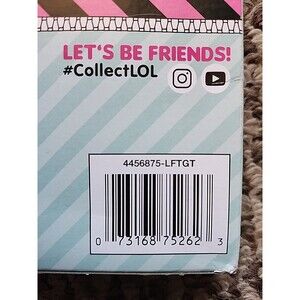 LET'S BE FRIENDS!
#CollectLOL
4456875-LFTGT
0 73168 75262 3